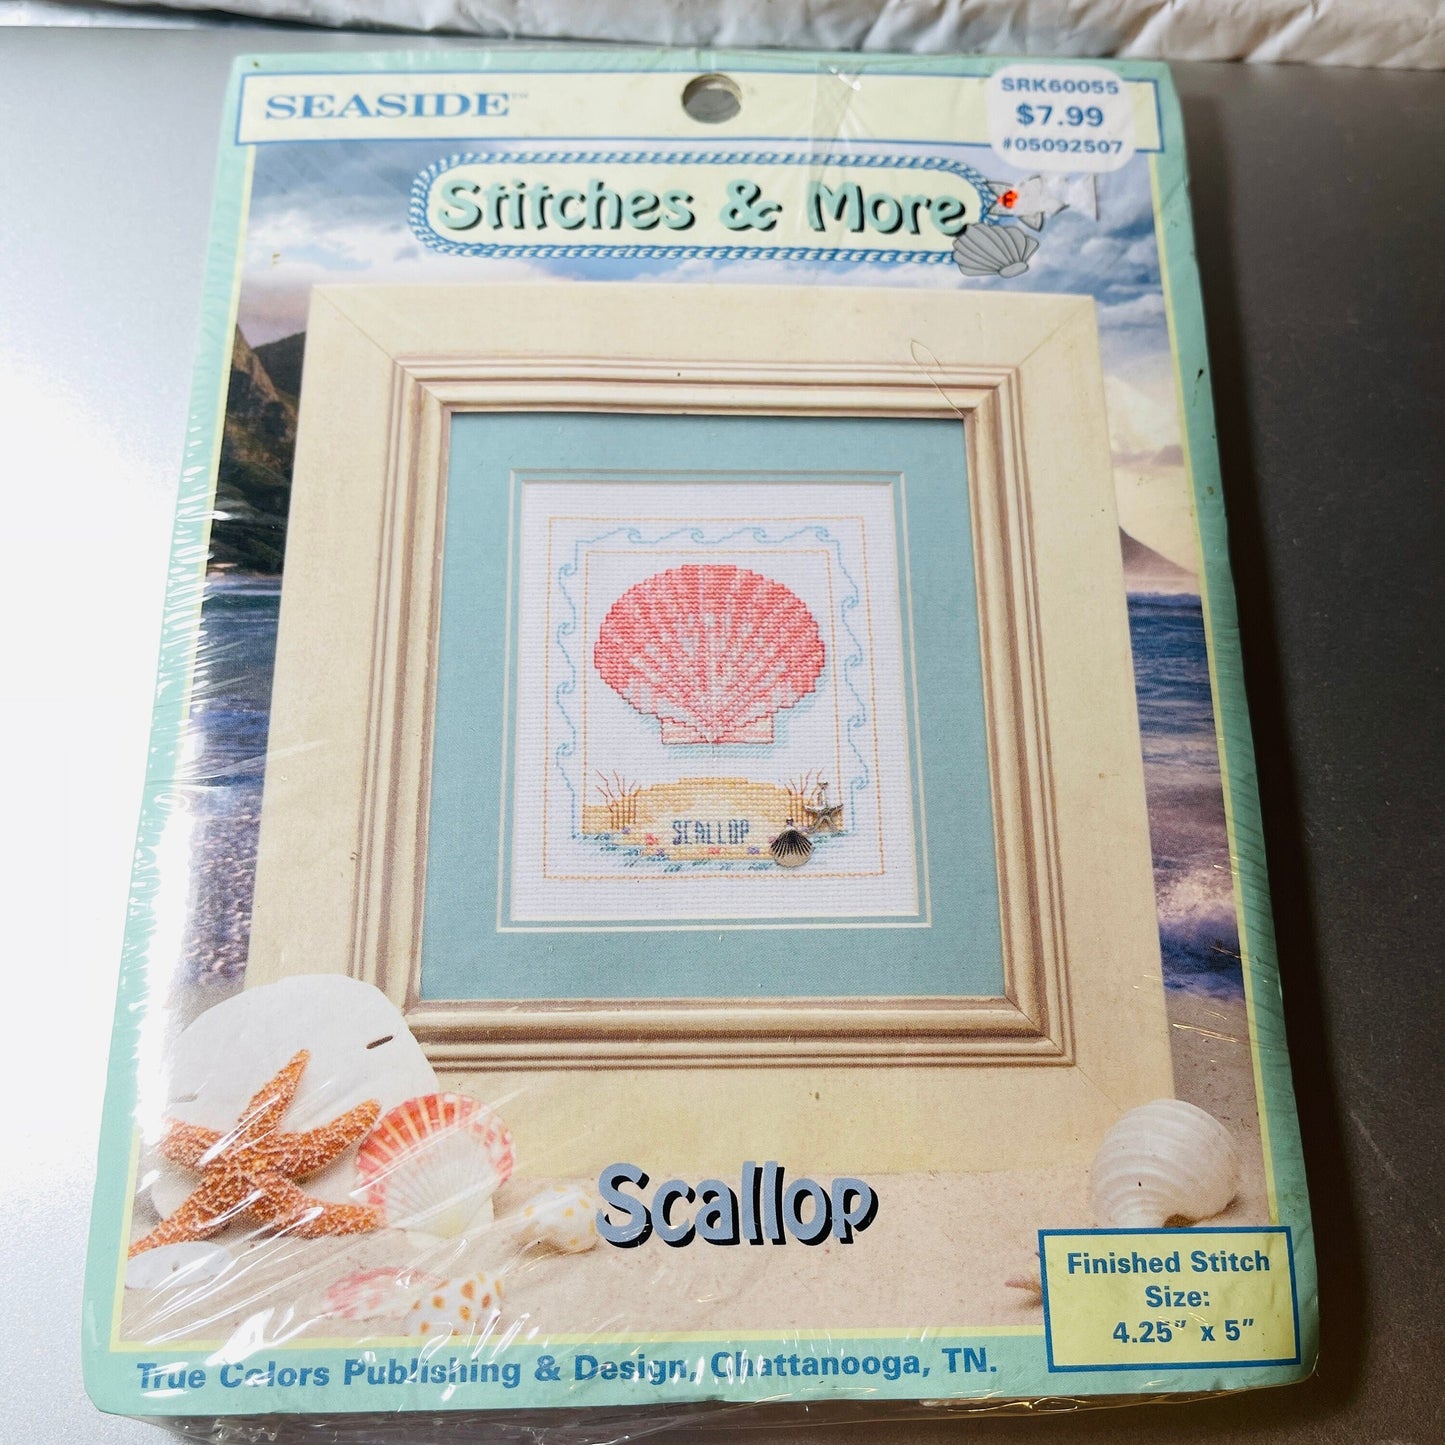 SEASIDE™
SRK60055
$7.99
#05092507
Stitches & More
SCALLOP
Scallop
Finished Stitch
Size:
4.25" x 5"
True Colors Publishing & Design, Chattanooga, TN.